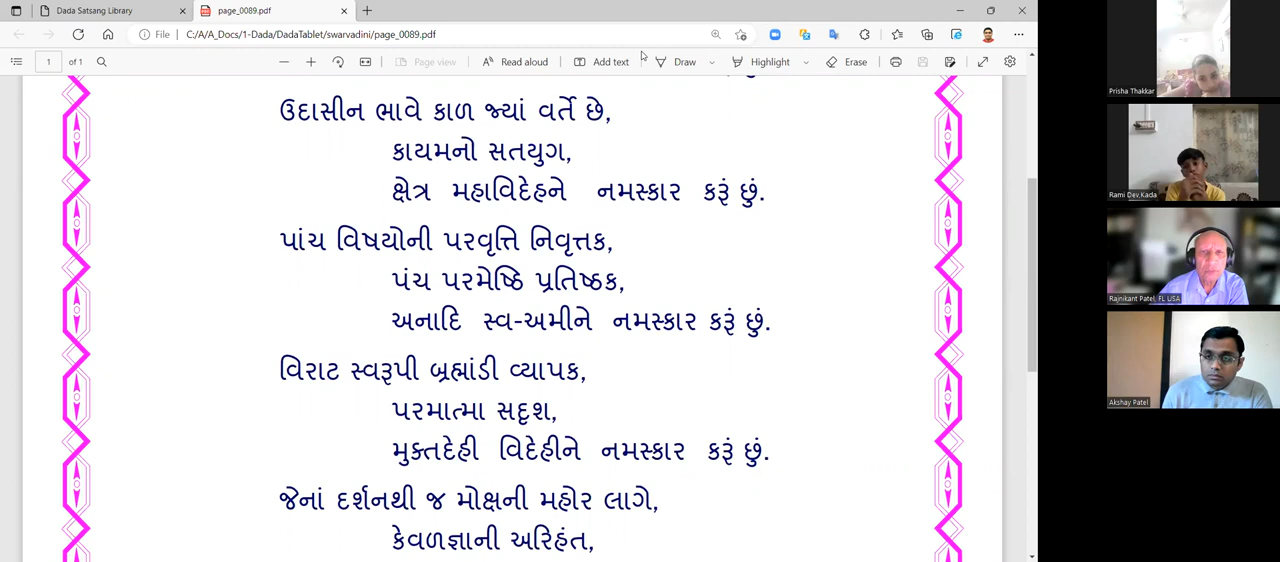 Dada Satsang Library
page_0089.pdf
File
C:/A/A_Docs/1-Dada/DadaTablet/swarvadini/page_0089.pdf
1 of 1
Page view
Read aloud
Add text
Draw
Highlight
Erase
ઉદાસીન ભાવે કાળ જ્યાં વર્તે છે,
કાયમનો સતયુગ,
ક્ષેત્ર મહાવિદેહને નમસ્કાર કરૂં છું.
પાંચ વિષયોની પરવૃત્તિ નિવૃત્તક,
પંચ પરમેષ્ઠિ પ્રતિષ્ઠક,
અનાદિ સ્વ-અમીને નમસ્કાર કરૂં છું.
વિરાટ સ્વરૂપી બ્રહ્માંડી વ્યાપક,
પરમાત્મા સદૃશ,
મુક્તદેહી વિદેહીને નમસ્કાર કરૂં છું.
જેનાં દર્શનથી જ મોક્ષની મહોર લાગે,
કેવળજ્ઞાની અરિહંત,
Prisha Thakkar
Rami Dev,Kada
Rajnikant Patel, FL USA
Akshay Patel